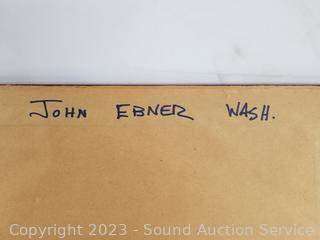 JOHN EBNER WASH.
Copyright 2023 - Sound Auction Service